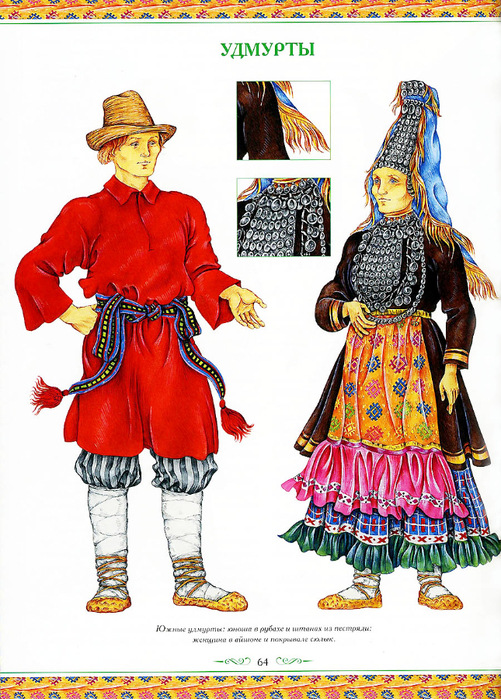 УДМУРТЫ
Южные удмурты: юноша в рубахе и штанах из пестряди;
женщина в айшоне и покрывале сюлык.
64